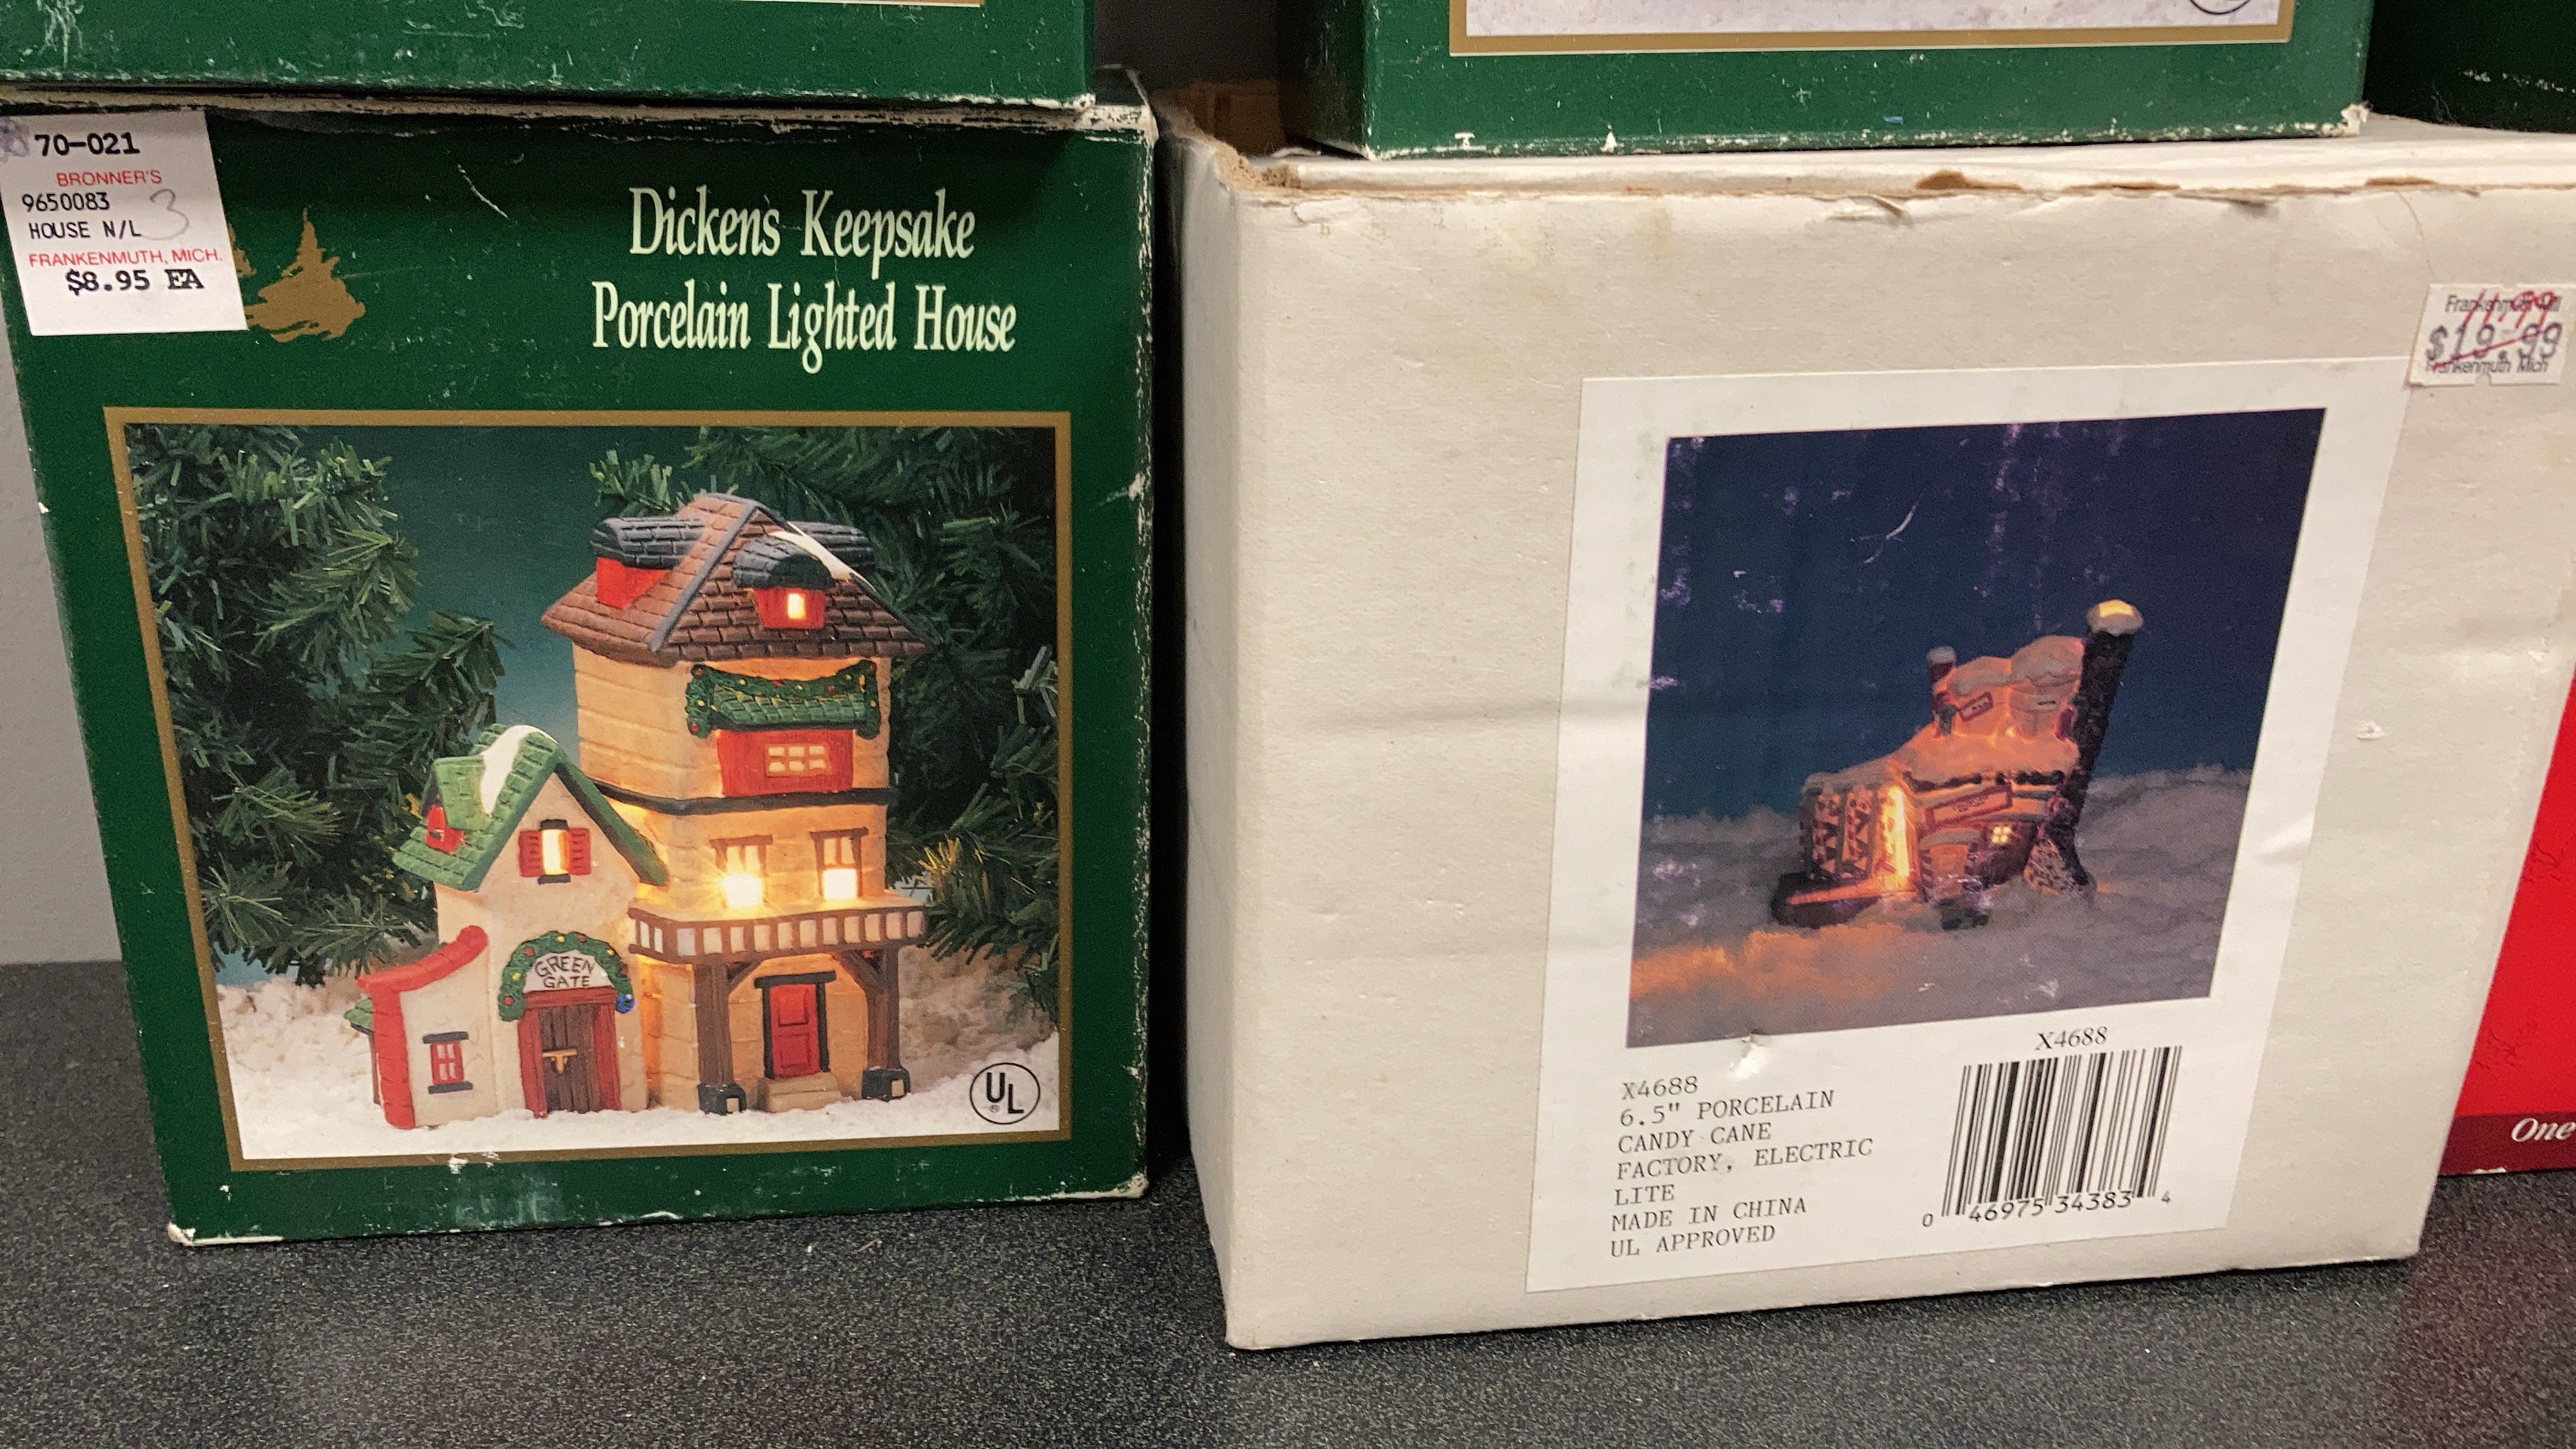 70-021
BRONNER'S
9650083
HOUSE N/L
3
FRANKENMUTH, MICH.
$8.95 EA
Dickens Keepsake
Porcelain Lighted House
GREEN
GATE
UL
11.99
$19.99
Frankenmuth Mich
X4688
X4688
6.5" PORCELAIN
CANDY CANE
FACTORY, ELECTRIC
LITE
MADE IN CHINA
UL APPROVED
0 46975 34383 4
One